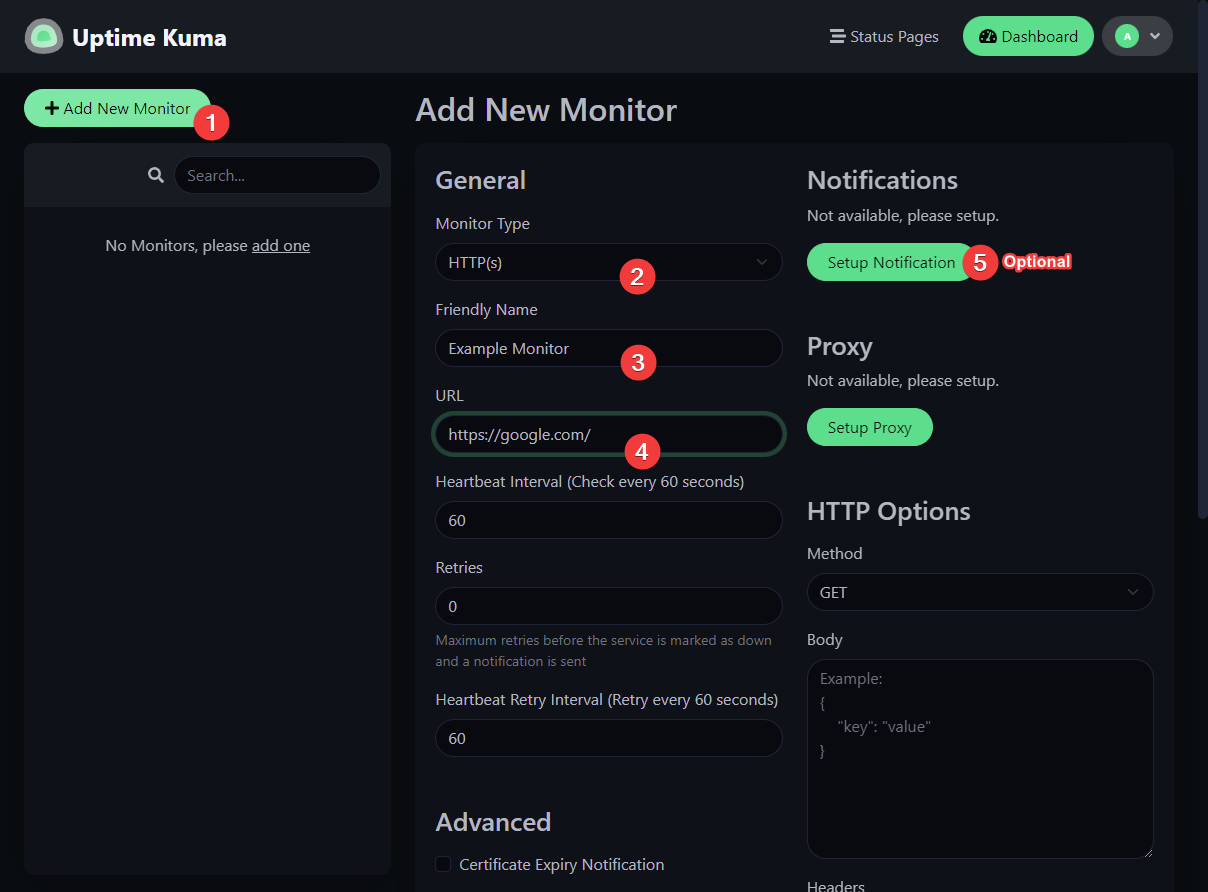 Uptime Kuma
Status Pages
Dashboard
A
Add New Monitor
1
Search...
No Monitors, please add one
Add New Monitor
General
Monitor Type
HTTP(s)
2
Friendly Name
Example Monitor
3
URL
https://google.com/
4
Heartbeat Interval (Check every 60 seconds)
60
Retries
0
Maximum retries before the service is marked as down
and a notification is sent
Heartbeat Retry Interval (Retry every 60 seconds)
60
Advanced
Certificate Expiry Notification
Notifications
Not available, please setup.
Setup Notification
5
Optional
Proxy
Not available, please setup.
Setup Proxy
HTTP Options
Method
GET
Body
Example:
{
"key": "value"
}
Headers